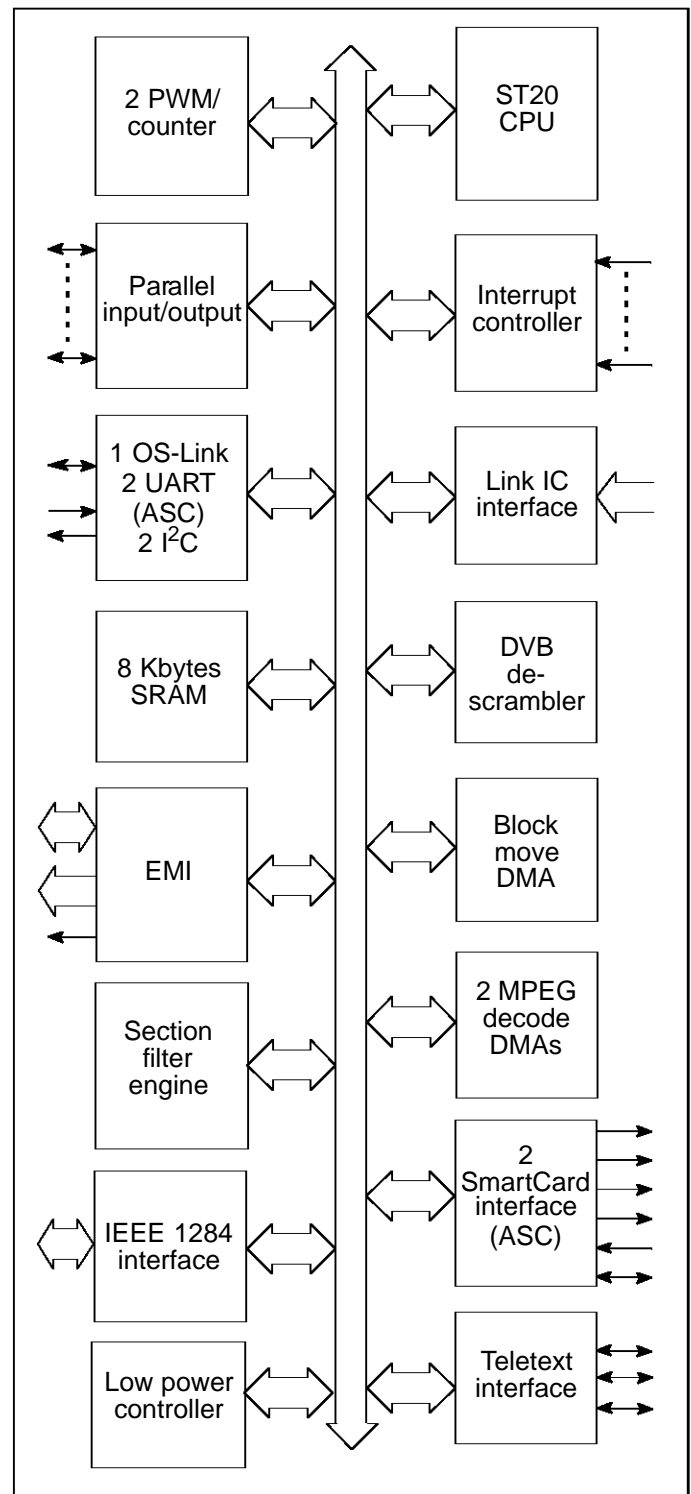 2 PWM/
counter
ST20
CPU
Parallel
input/output
Interrupt
controller
1 OS-Link
2 UART
(ASC)
2 I²C
Link IC
interface
8 Kbytes
SRAM
DVB
de-
scrambler
EMI
Block
move
DMA
Section
filter
engine
2 MPEG
decode
DMAs
IEEE 1284
interface
2
SmartCard
interface
(ASC)
Low power
controller
Teletext
interface